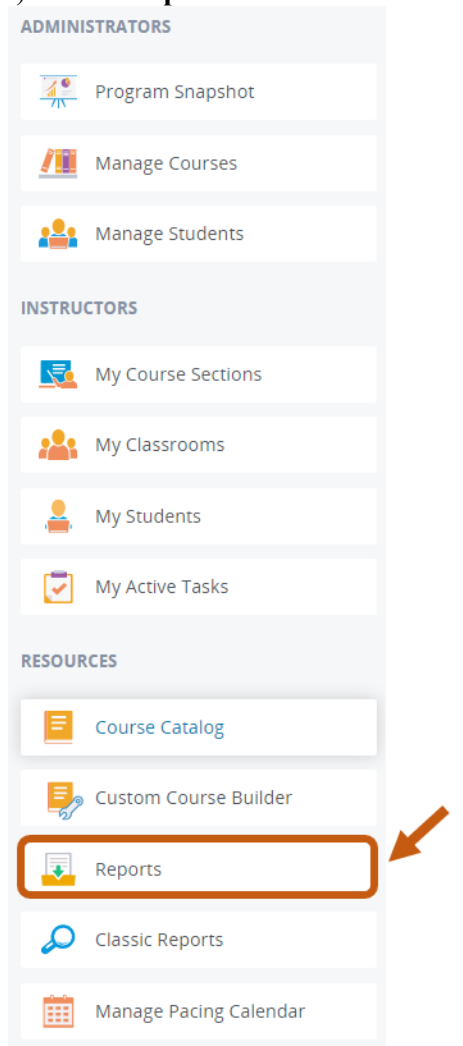 ADMINISTRATORS
Program Snapshot
Manage Courses
Manage Students
INSTRUCTORS
My Course Sections
My Classrooms
My Students
My Active Tasks
RESOURCES
Course Catalog
Custom Course Builder
Reports
Classic Reports
Manage Pacing Calendar